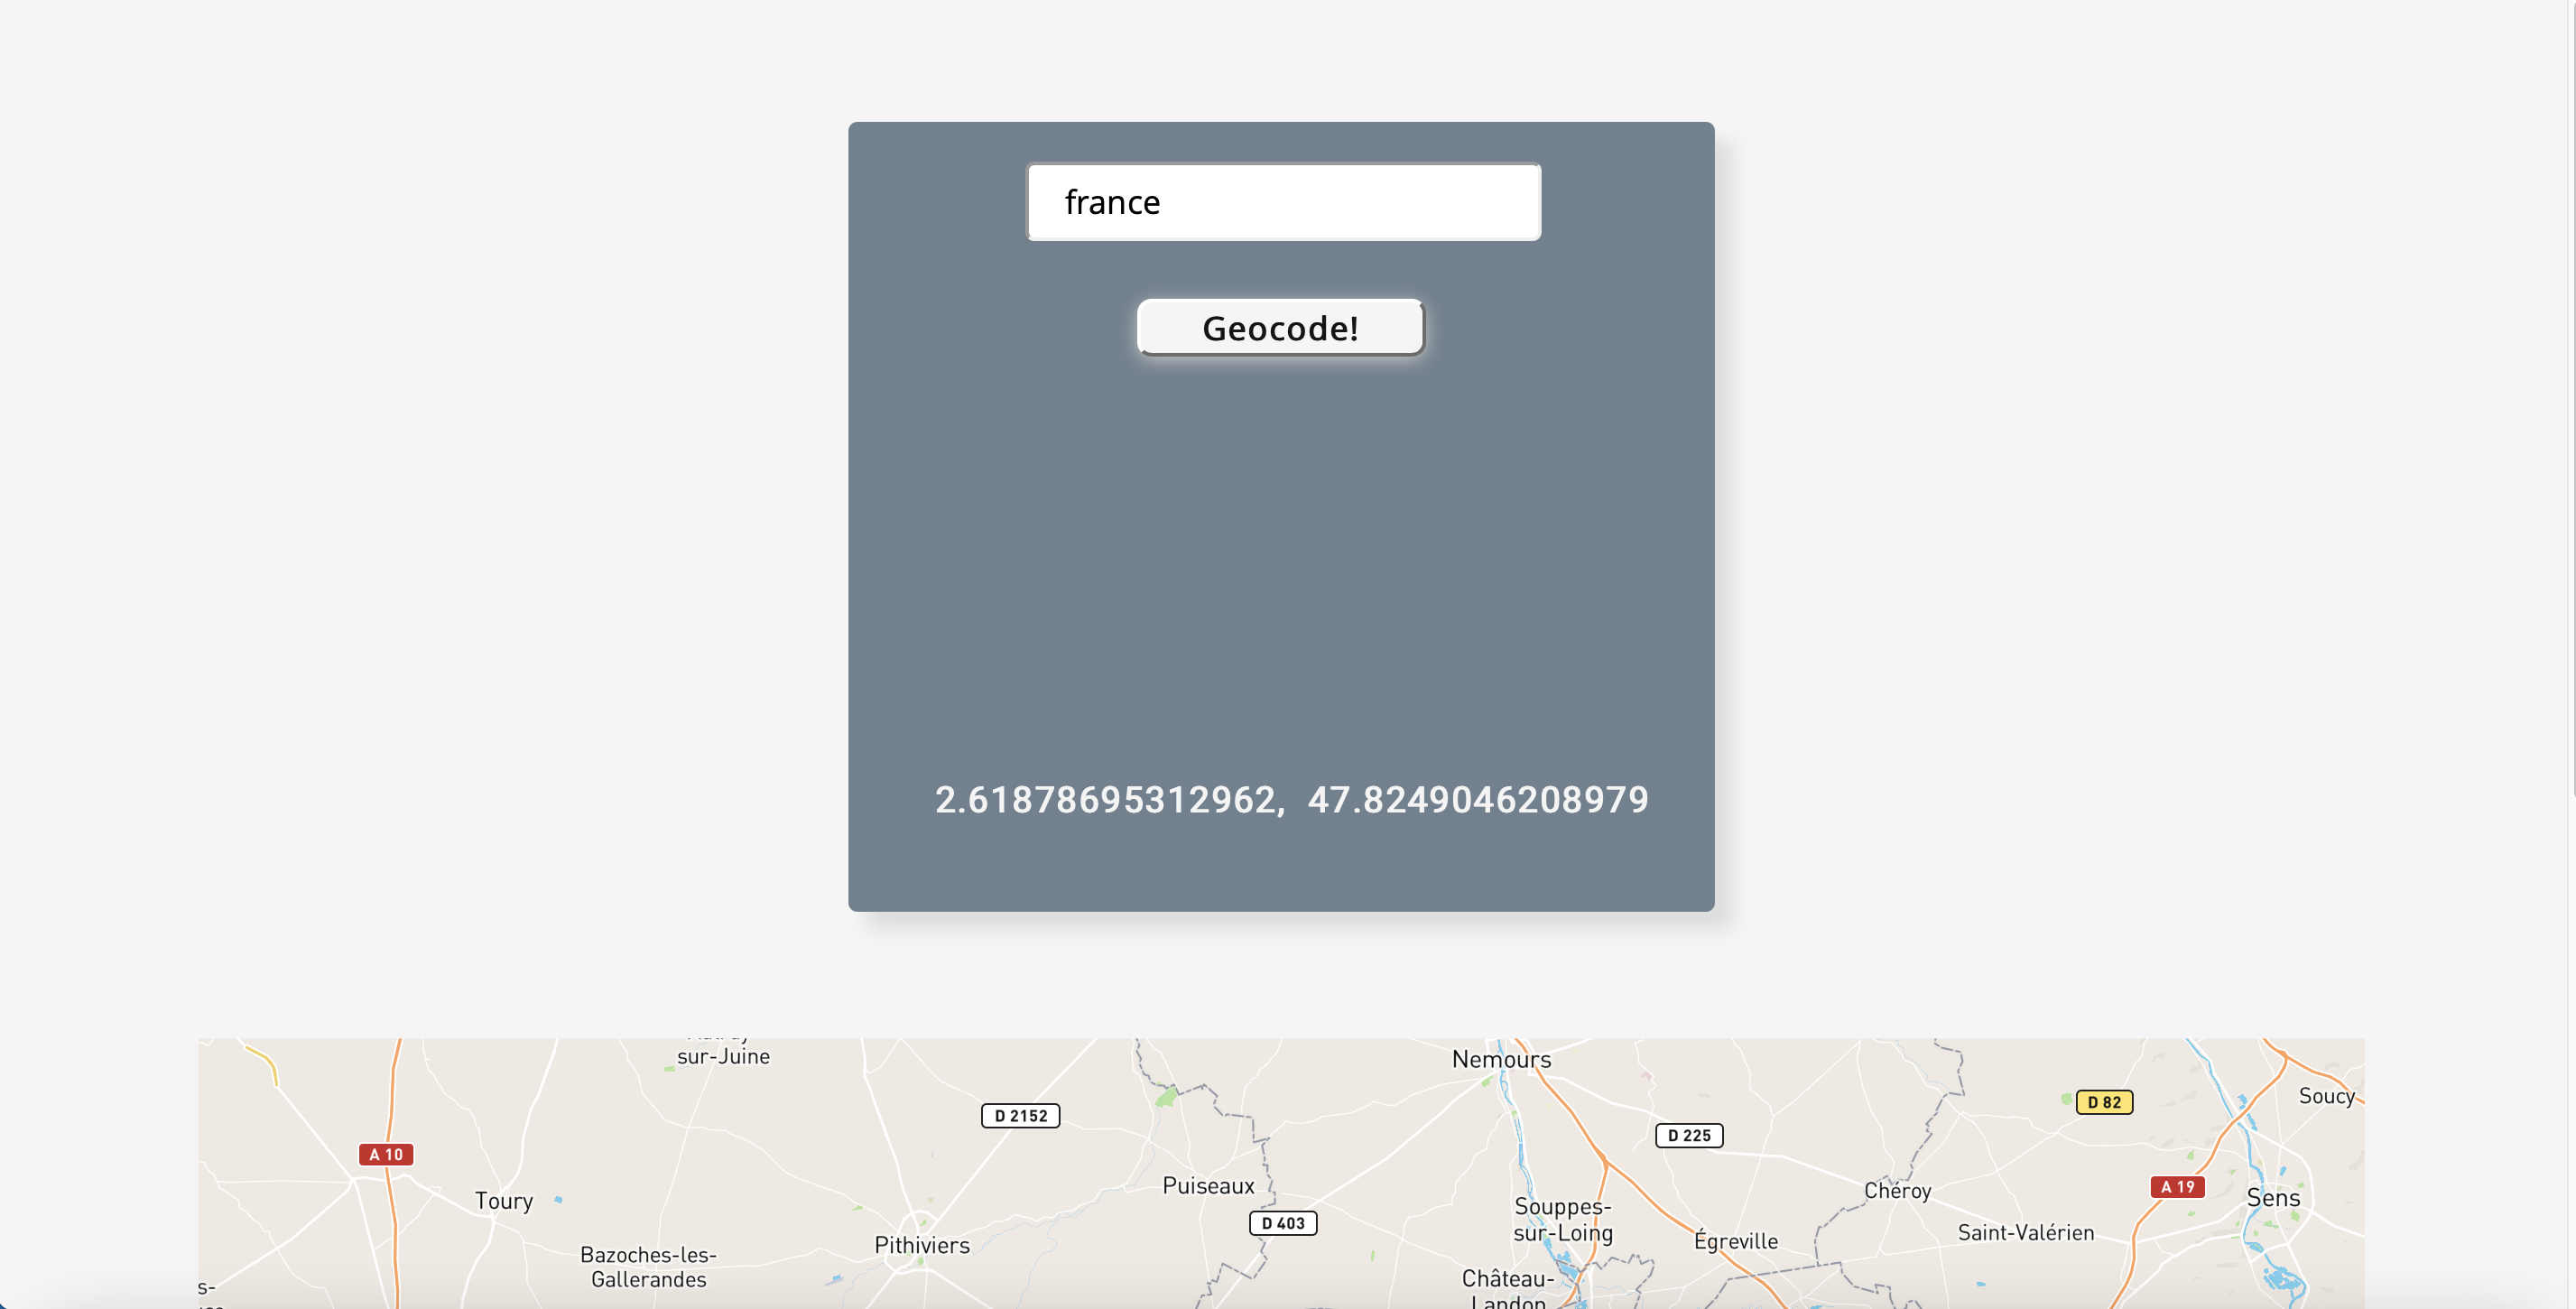 france
Geocode!
2.61878695312962, 47.8249046208979
sur-Juine
Nemours
Soucy
D 82
D 2152
D 225
A 10
Puiseaux
A 19
Chéroy
Sens
Toury
Souppes-
sur-Loing
D 403
Saint-Valérien
Égreville
Pithiviers
Bazoches-les-
Gallerandes
Château-
Landon
s-